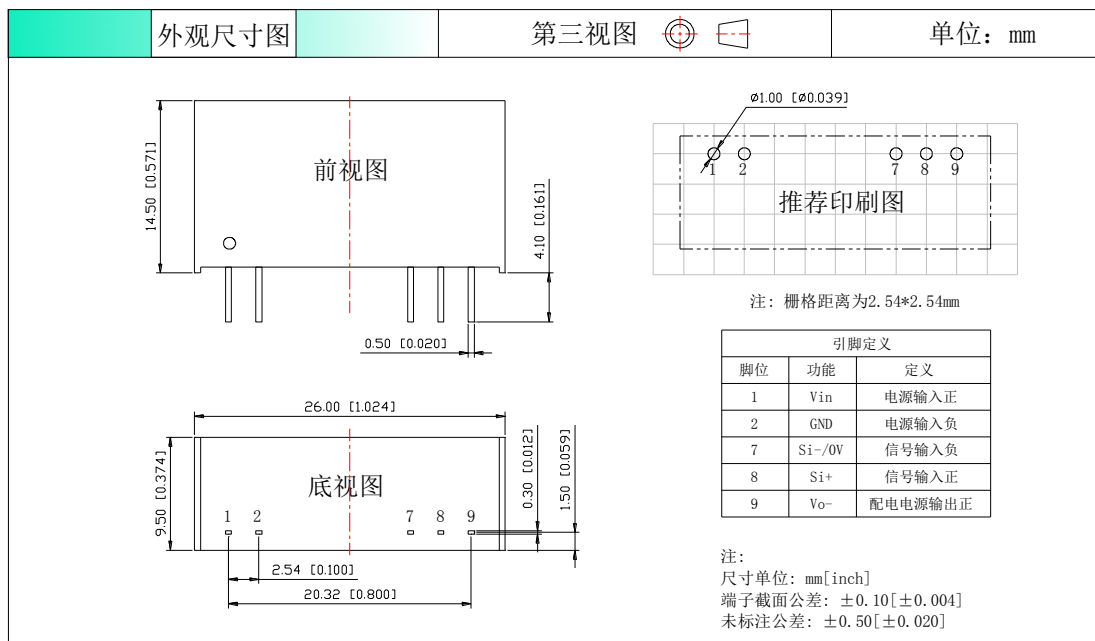 外观尺寸图
第三视图
单位: mm
前视图
14.50 [0.571]
4.10 [0.161]
0.50 [0.020]
ø1.00 [ø0.039]
1 2 7 8 9
推荐印刷图
注: 栅格距离为2.54*2.54mm
26.00 [1.024]
底视图
9.50 [0.374]
0.30 [0.012]
1.50 [0.059]
1 2 7 8 9
2.54 [0.100]
20.32 [0.800]
引脚定义
脚位 功能 定义
1 Vin 电源输入正
2 GND 电源输入负
7 Si-/0V 信号输入负
8 Si+ 信号输入正
9 Vo- 配电电源输出正
注:
尺寸单位: mm[inch]
端子截面公差: ±0.10[±0.004]
未标注公差: ±0.50[±0.020]